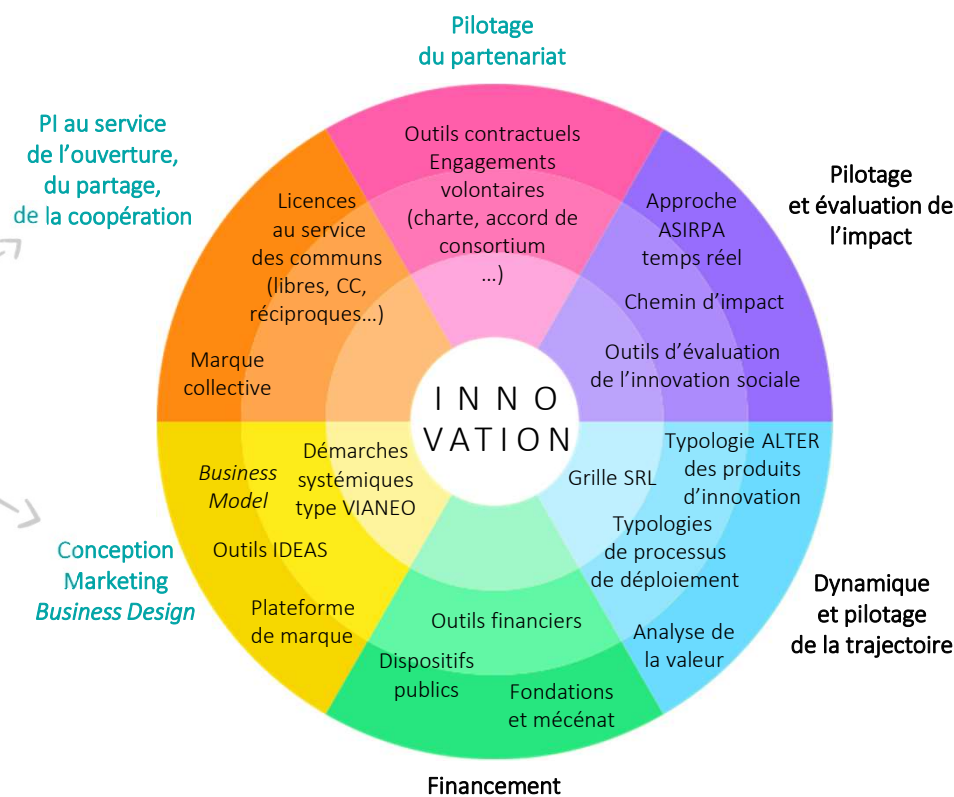 Pilotage
du partenariat
PI au service
de l'ouverture,
du partage,
de la coopération
Pilotage
et évaluation de
l'impact
Outils contractuels
Engagements
volontaires
(charte, accord de
consortium
…)
Licences
au service
des communs
(libres, CC,
réciproques…)
Marque
collective
Approche
ASIRPA
temps réel
Chemin d'impact
Outils d'évaluation
de l'innovation sociale
INNO
VATION
Business
Model
Démarches
systémiques
type VIANEO
Outils IDEAS
Plateforme
de marque
Typologie ALTER
des produits
d'innovation
Grille SRL
Typologies
de processus
de déploiement
Analyse de
la valeur
Outils financiers
Dispositifs
publics
Fondations
et mécénat
Conception
Marketing
Business Design
Dynamique
et pilotage
de la trajectoire
Financement